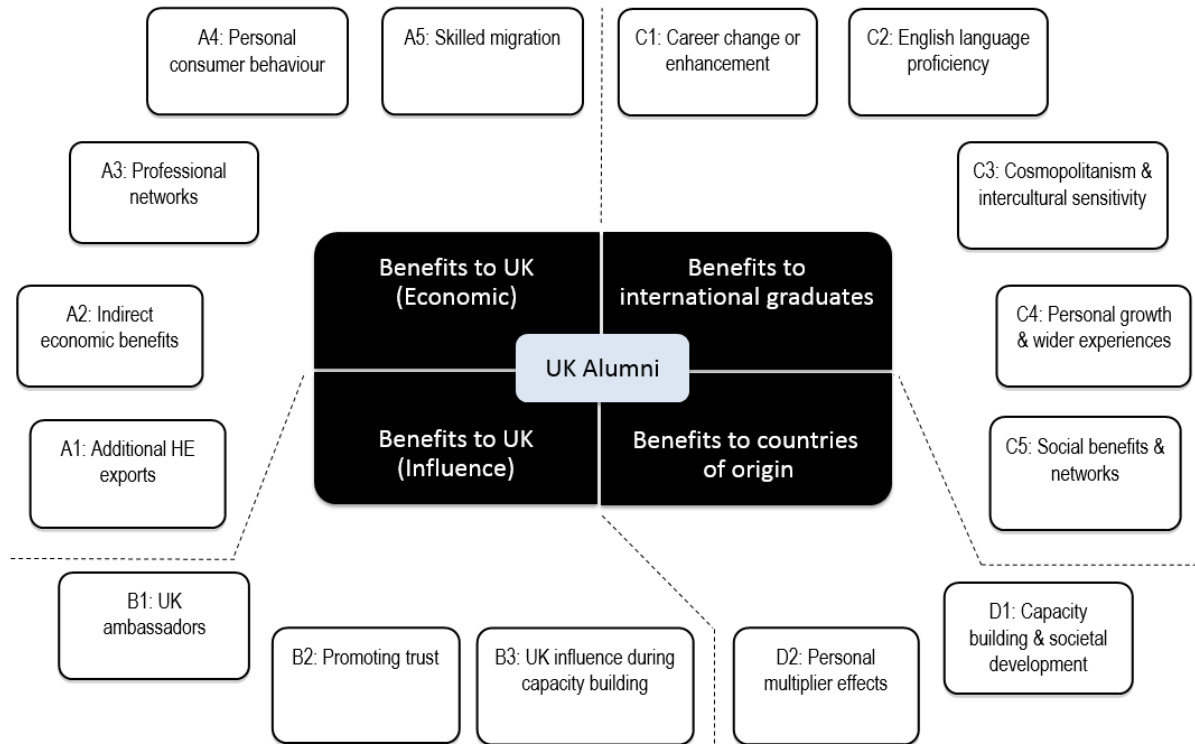 A4: Personal
consumer behaviour
A5: Skilled migration
C1: Career change or
enhancement
C2: English language
proficiency
A3: Professional
networks
C3: Cosmopolitanism &
intercultural sensitivity
Benefits to UK
(Economic)
Benefits to
international graduates
A2: Indirect
economic benefits
C4: Personal growth
& wider experiences
UK Alumni
A1: Additional HE
exports
Benefits to UK
(Influence)
Benefits to countries
of origin
C5: Social benefits &
networks
B1: UK
ambassadors
B2: Promoting trust
B3: UK influence during
capacity building
D2: Personal
multiplier effects
D1: Capacity
building & societal
development